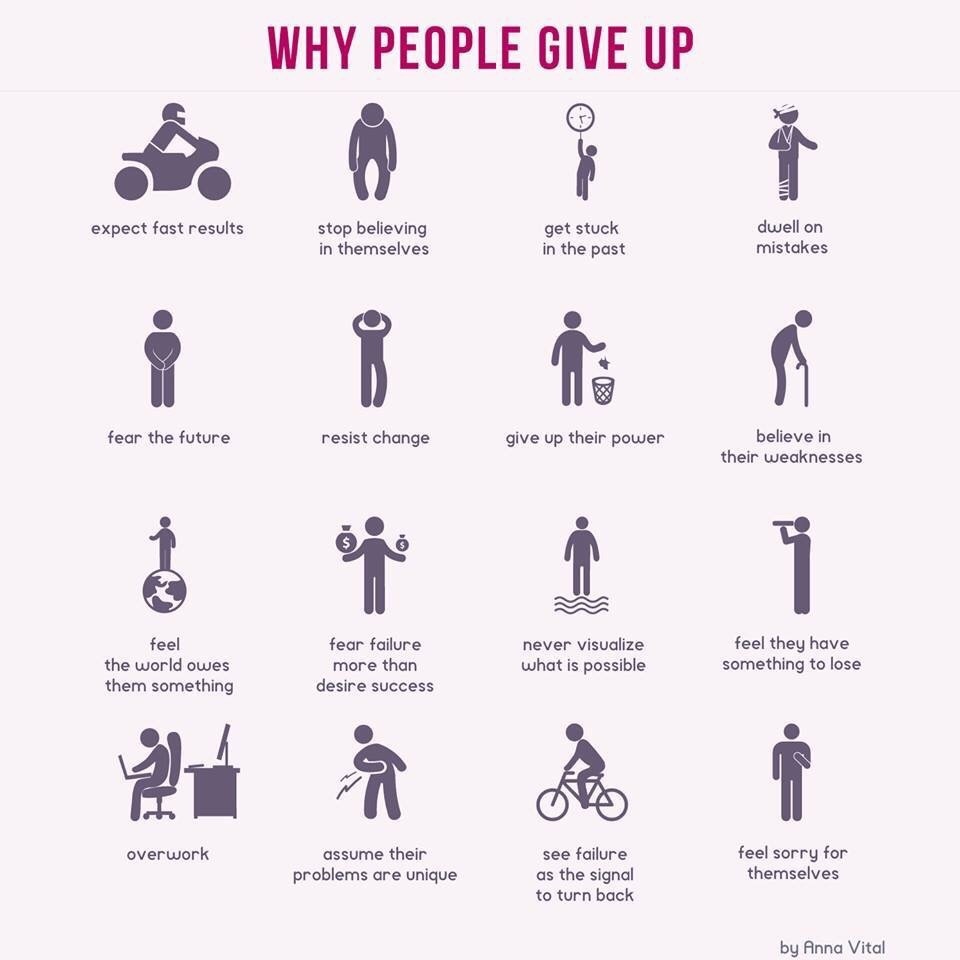 WHY PEOPLE GIVE UP
expect fast results
stop believing
in themselves
get stuck
in the past
dwell on
mistakes
fear the future
resist change
give up their power
believe in
their weaknesses
feel
the world owes
them something
$
$
fear failure
more than
desire success
never visualize
what is possible
feel they have
something to lose
overwork
assume their
problems are unique
see failure
as the signal
to turn back
feel sorry for
themselves
by Anna Vital